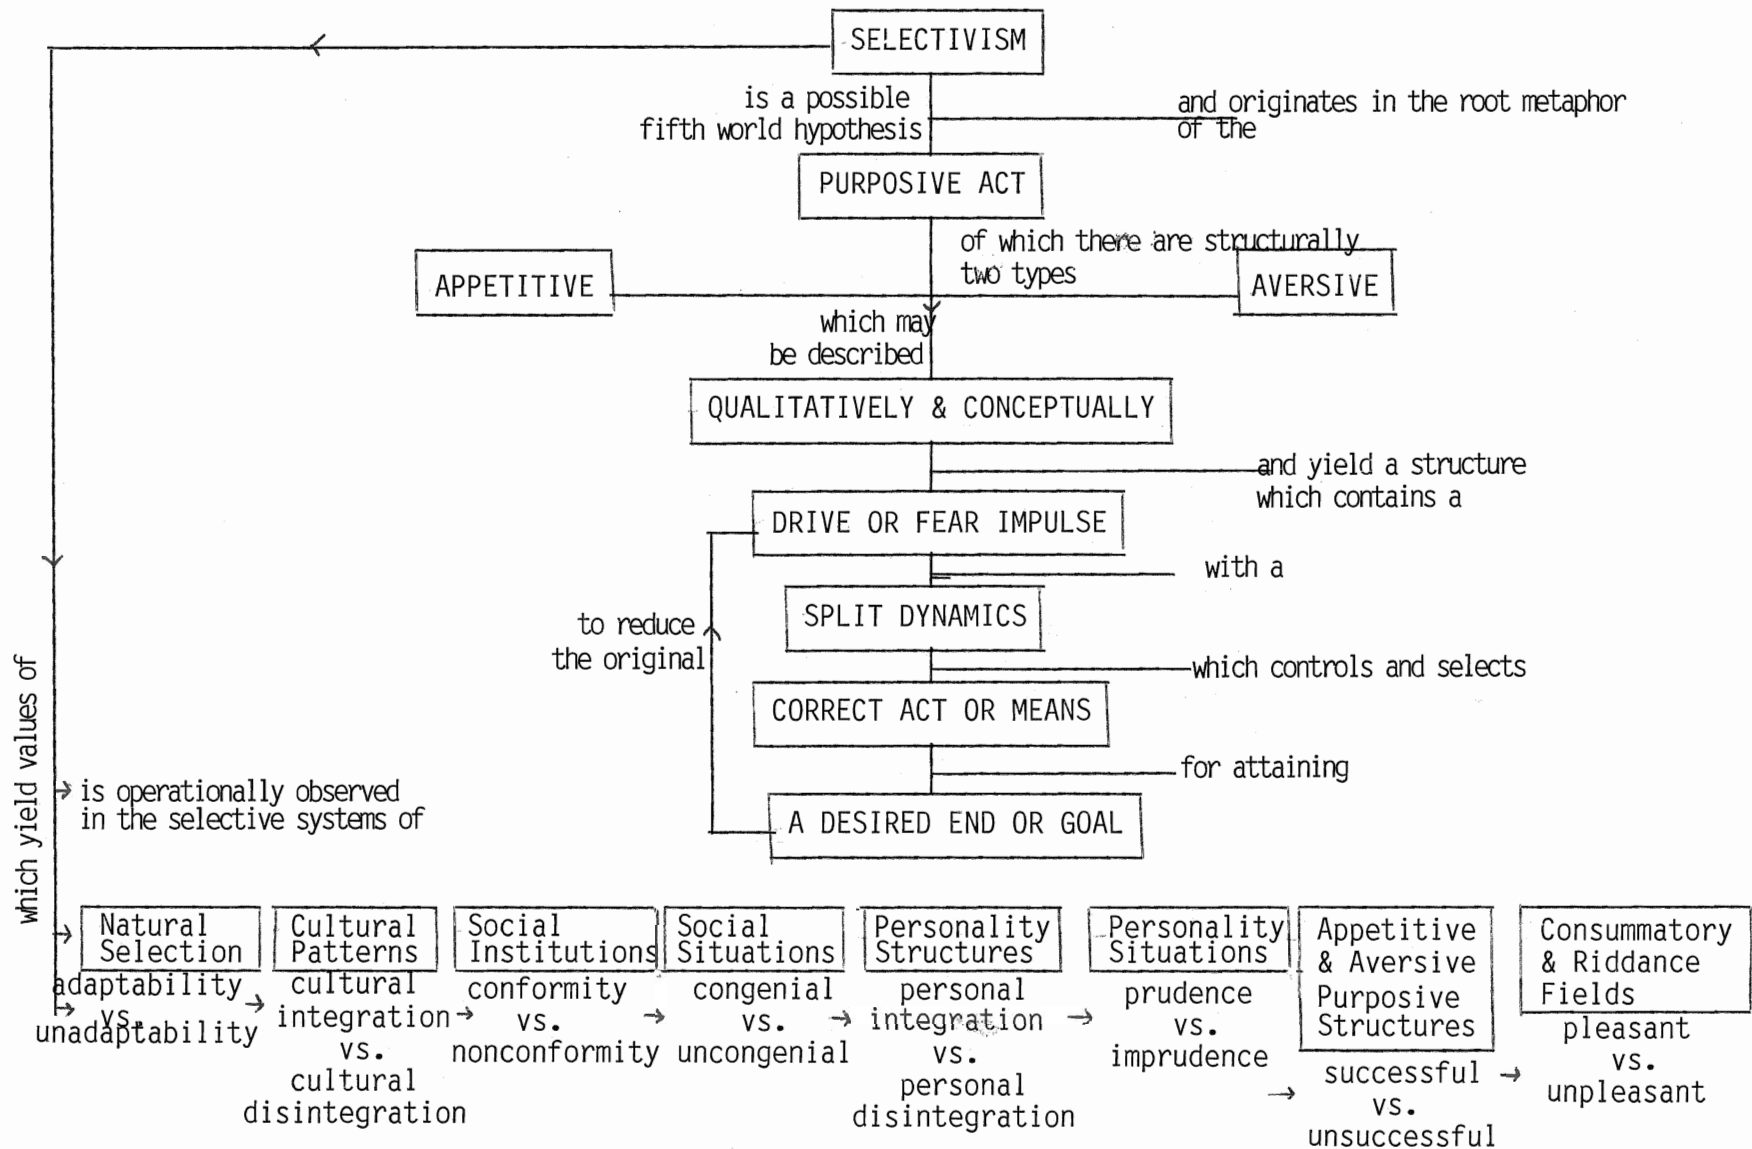 SELECTIVISM
is a possible
fifth world hypothesis
and originates in the root metaphor
of the
PURPOSIVE ACT
of which there are structurally
two types
APPETITIVE
AVERSIVE
which may
be described
QUALITATIVELY & CONCEPTUALLY
and yield a structure
which contains a
DRIVE OR FEAR IMPULSE
with a
SPLIT DYNAMICS
to reduce
the original
which controls and selects
CORRECT ACT OR MEANS
for attaining
A DESIRED END OR GOAL
which yield values of
is operationally observed
in the selective systems of
Natural
Selection
adaptability
vs.
unadaptability
Cultural
Patterns
cultural
integration
vs.
cultural
disintegration
Social
Institutions
conformity
vs.
nonconformity
Social
Situations
congenial
vs.
uncongenial
Personality
Structures
personal
integration
vs.
personal
disintegration
Personality
Situations
prudence
vs.
imprudence
Appetitive
& Aversive
Purposive
Structures
successful
vs.
unsuccessful
Consummatory
& Riddance
Fields
pleasant
vs.
unpleasant